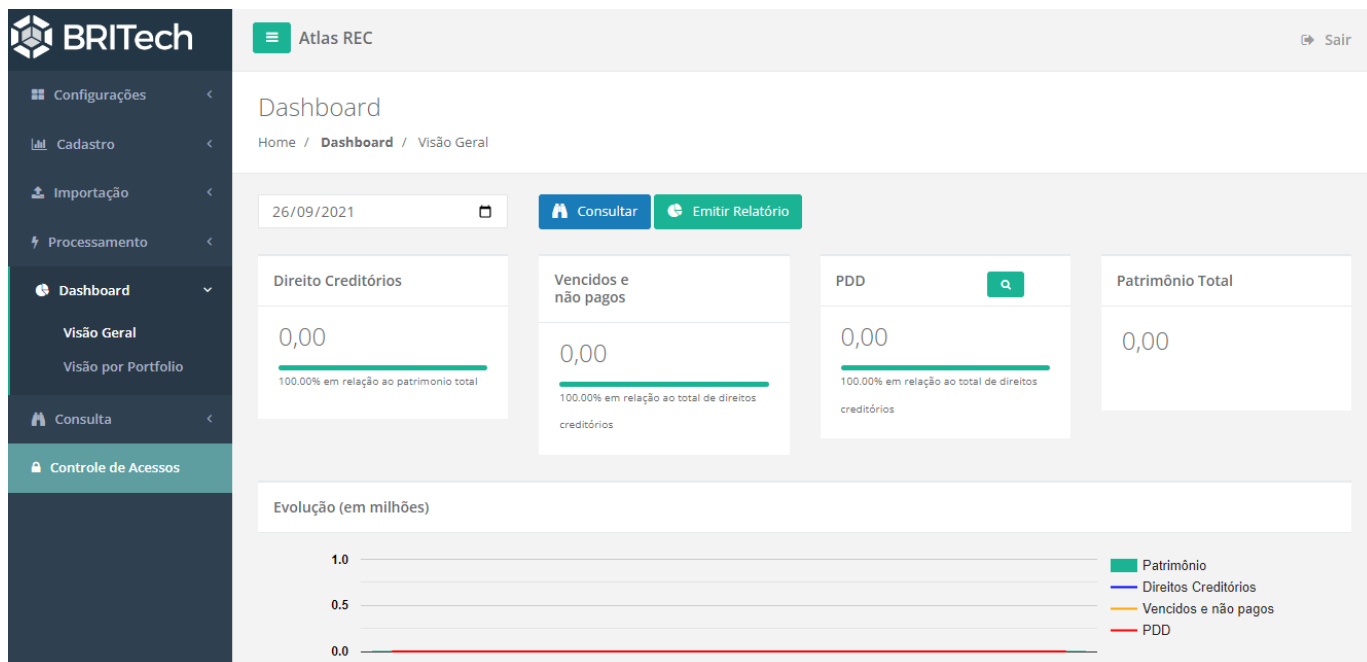 BRITech
Atlas REC
Sair
Configurações
Cadastro
Importação
Processamento
Dashboard
Visão Geral
Visão por Portfolio
Consulta
Controle de Acessos
Dashboard
Home / Dashboard / Visão Geral
26/09/2021
Consultar
Emitir Relatório
Direito Creditórios
0,00
100.00% em relação ao patrimonio total
Vencidos e
não pagos
0,00
100.00% em relação ao total de direitos
creditórios
PDD
0,00
100.00% em relação ao total de direitos
creditórios
Patrimônio Total
0,00
Evolução (em milhões)
1.0
0.5
0.0
Patrimônio
Direitos Creditórios
Vencidos e não pagos
PDD